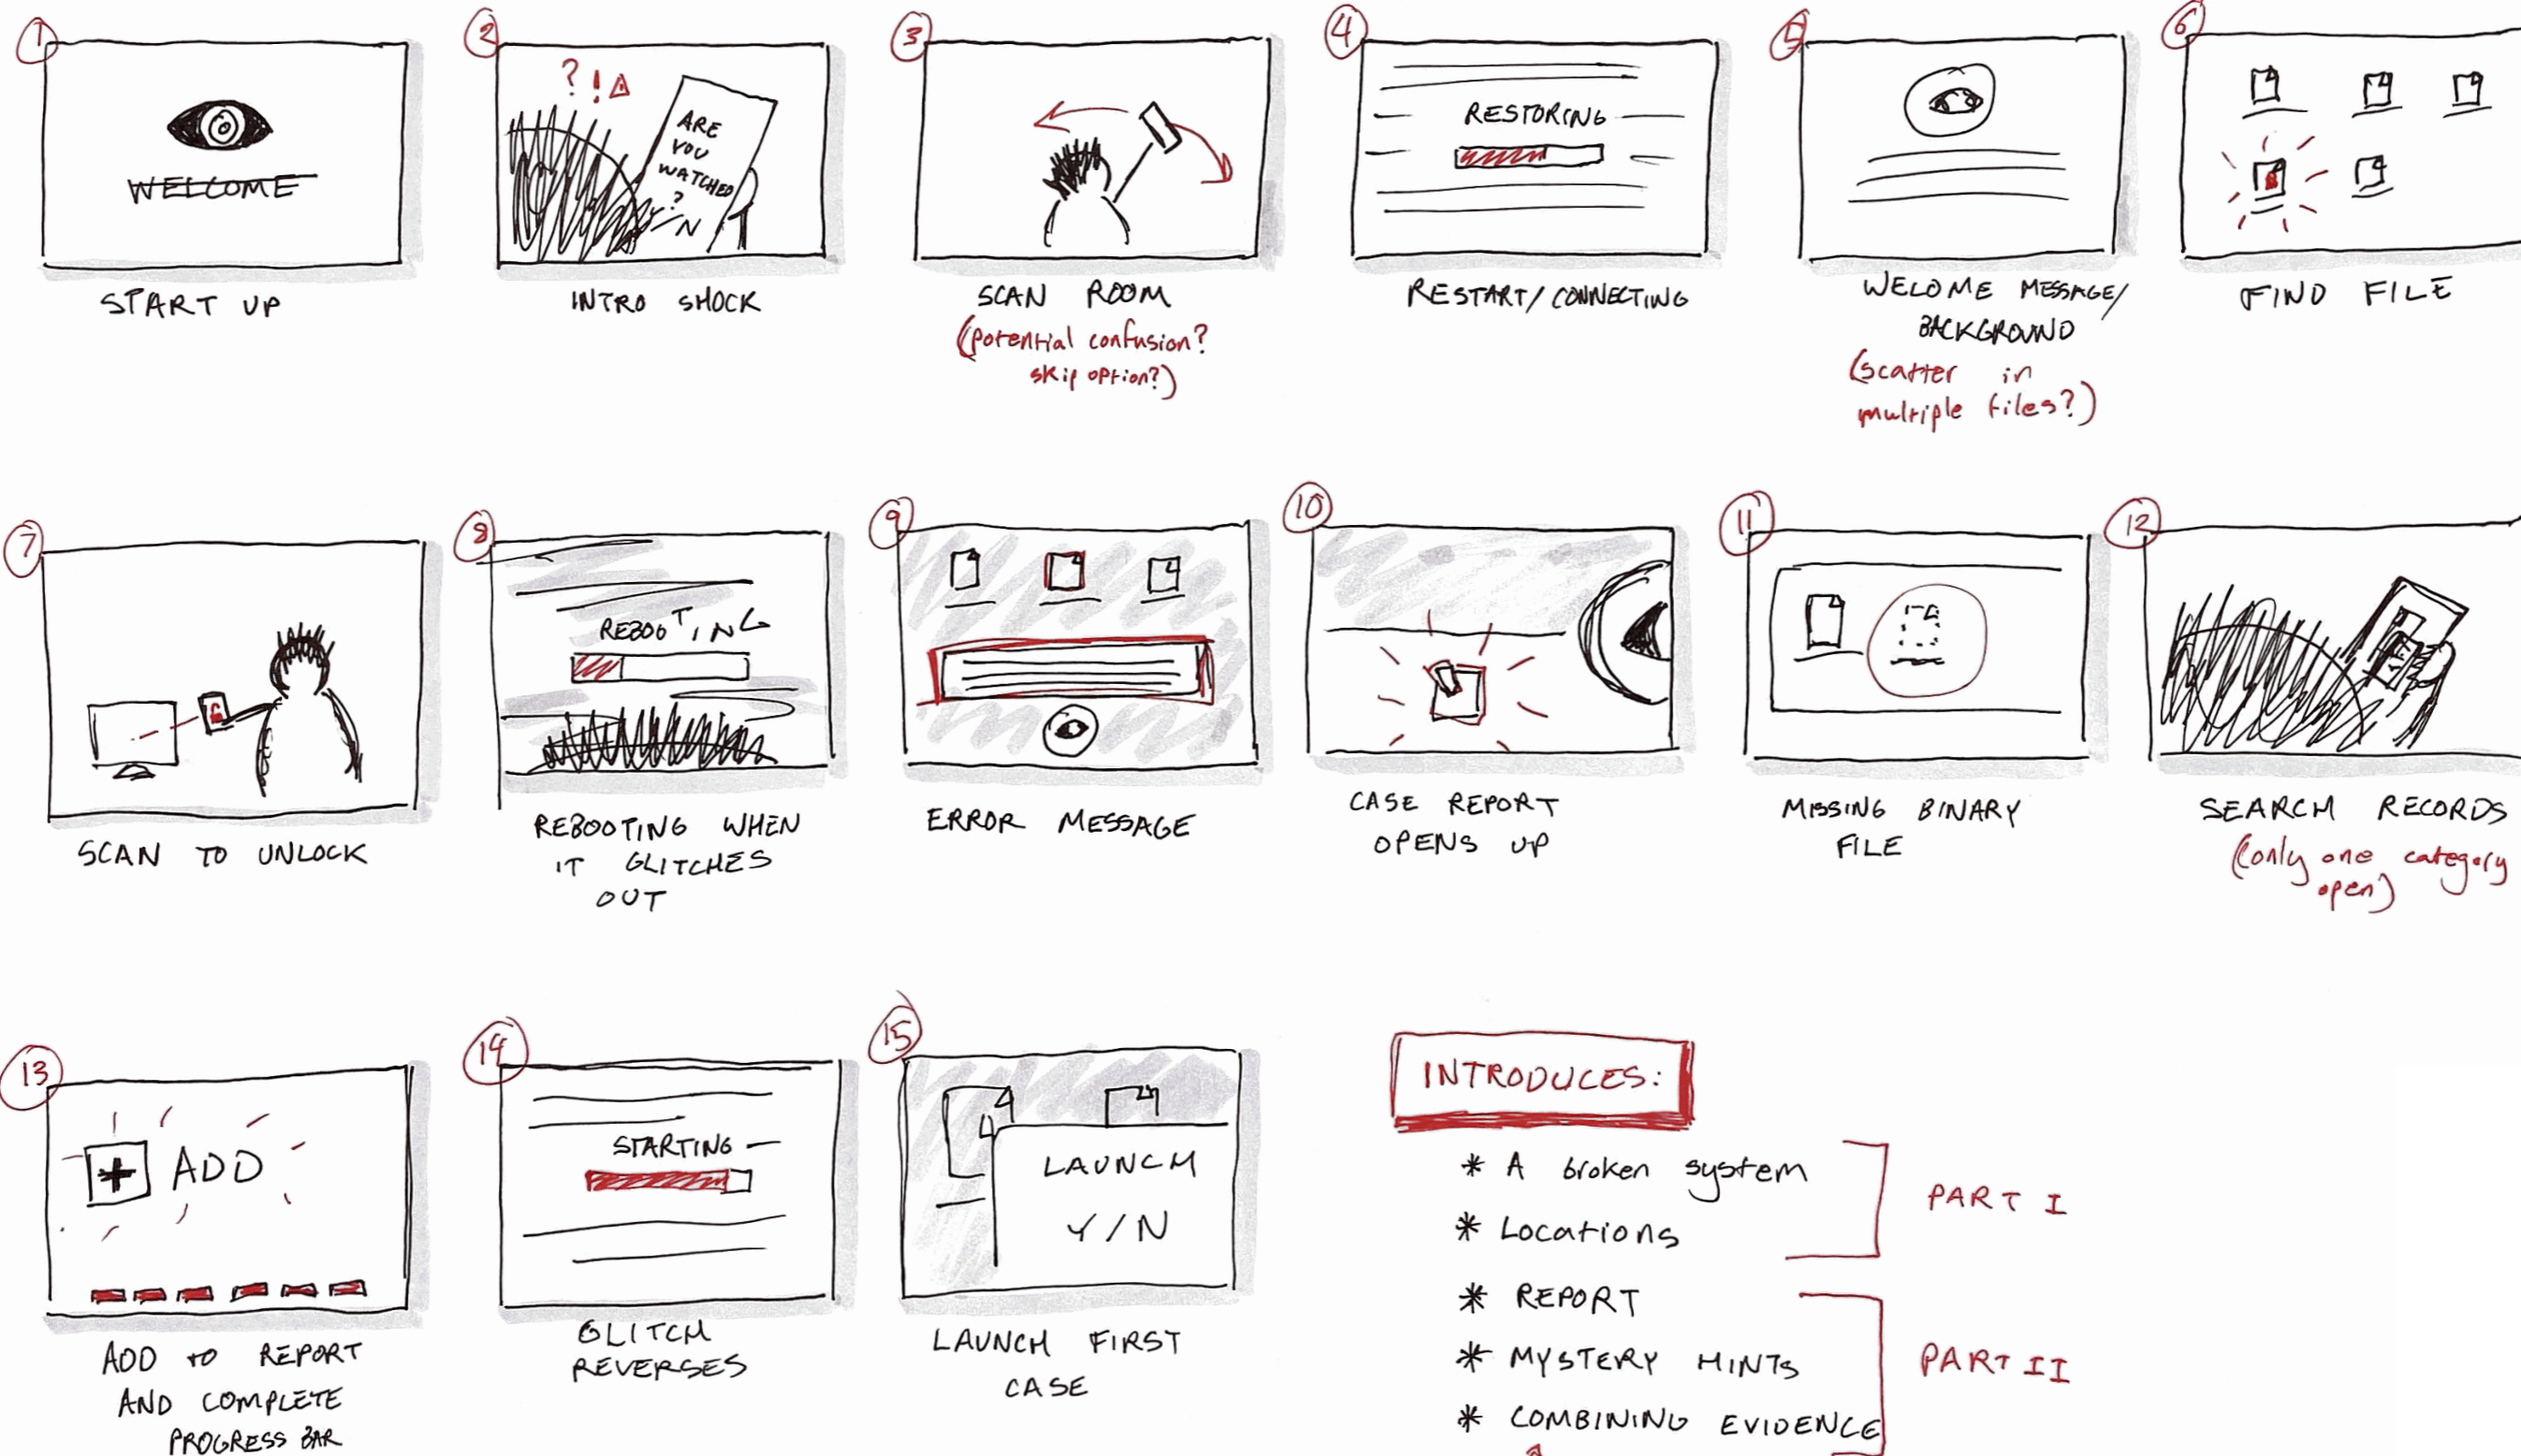 1
WELCOME
START UP
2
? !
ARE
YOU
WATCHED
?
Y/N
INTRO SHOCK
3
SCAN ROOM
(potential confusion?
skip option?)
4
RESTORING
RESTART/CONNECTING
5
WELOME MESSAGE/
BACKGROUND
(scatter in
multiple files?)
6
FIND FILE
7
SCAN TO UNLOCK
8
REBOOTING
REBOOTING WHEN
IT GLITCHES
OUT
9
ERROR MESSAGE
10
CASE REPORT
OPENS UP
11
MISSING BINARY
FILE
12
SEARCH RECORDS
(only one category
open)
13
+ ADD
ADD to REPORT
AND COMPLETE
PROGRESS BAR
14
STARTING
GLITCH
REVERSES
15
LAUNCH
Y/N
LAUNCH FIRST
CASE
INTRODUCES:
* A broken system
* Locations
PART I
* REPORT
* MYSTERY HINTS
* COMBINING EVIDENCE
PART II